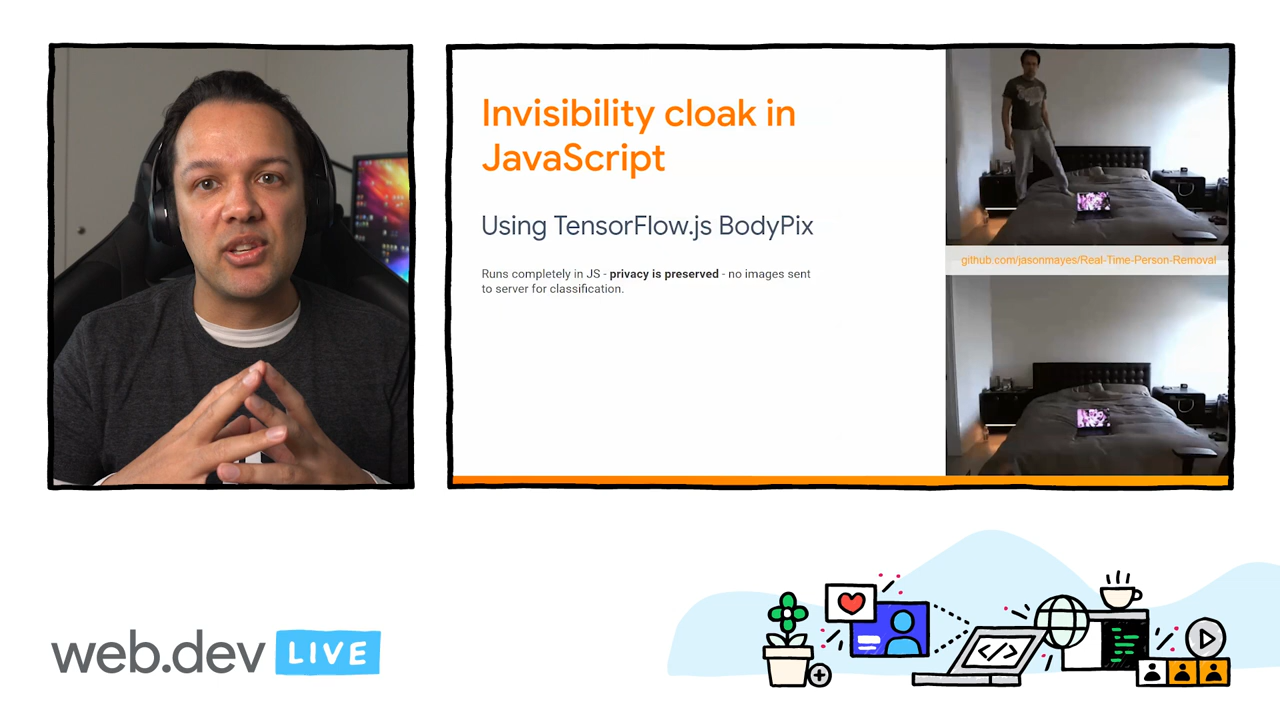 Invisibility cloak in
JavaScript
Using TensorFlow.js BodyPix
Runs completely in JS - privacy is preserved - no images sent
to server for classification.
github.com/jasonmayes/Real-Time-Person-Removal
web.dev LIVE
</>